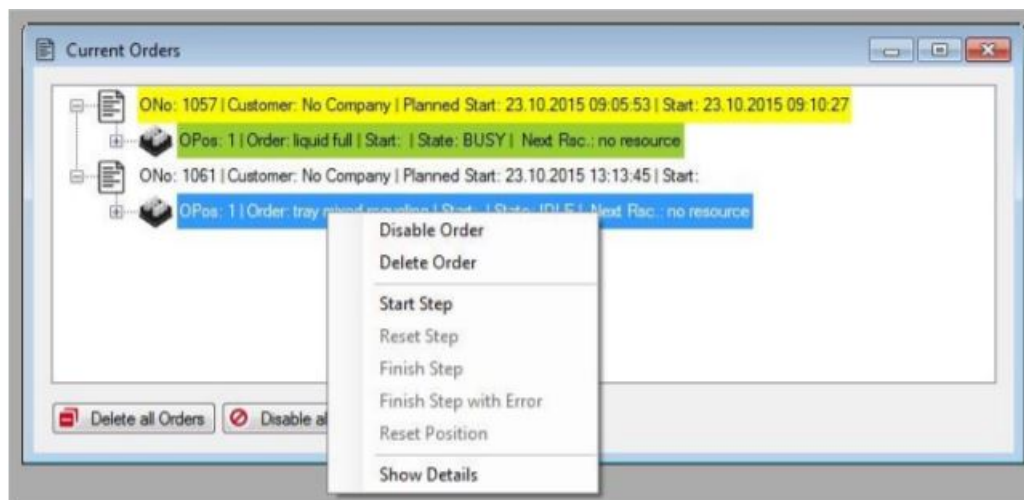 Current Orders
ONo: 1057 | Customer: No Company | Planned Start: 23.10.2015 09:05:53 | Start: 23.10.2015 09:10:27
OPos: 1 | Order: liquid full | Start: | State: BUSY | Next Rsc.: no resource
ONo: 1061 | Customer: No Company | Planned Start: 23.10.2015 13:13:45 | Start:
OPos: 1 | Order: tray mixed | Start: | State: IDLE | Next Rsc.: no resource
Disable Order
Delete Order
Start Step
Reset Step
Finish Step
Finish Step with Error
Reset Position
Show Details
Delete all Orders
Disable al